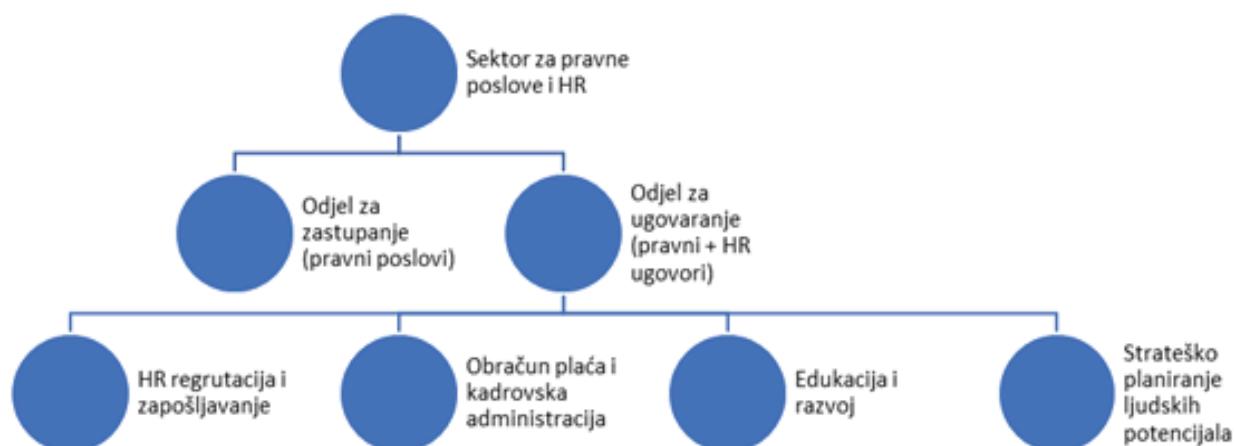 Sektor za pravne
poslove i HR
Odjel za
zastupanje
(pravni poslovi)
Odjel za
ugovaranje
(pravni + HR
ugovori)
HR regrutacija i
zapošljavanje
Obračun plaća i
kadrovska
administracija
Edukacija i
razvoj
Strateško
planiranje
ljudskih
potencijala